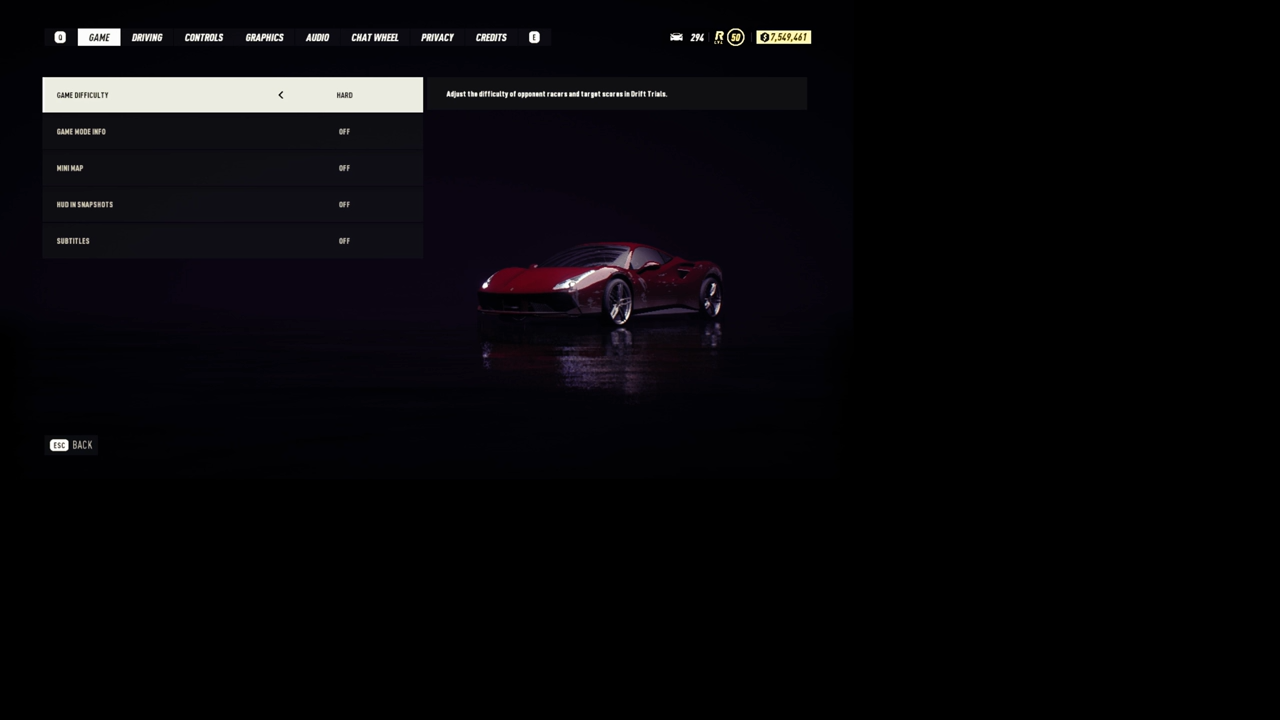 Q GAME DRIVING CONTROLS GRAPHICS AUDIO CHAT WHEEL PRIVACY CREDITS E 294 R LVL 50 7,549,461
GAME DIFFICULTY HARD
Adjust the difficulty of opponent racers and target scores in Drift Trials.
GAME MODE INFO OFF
MINI MAP OFF
HUD IN SNAPSHOTS OFF
SUBTITLES OFF
ESC BACK